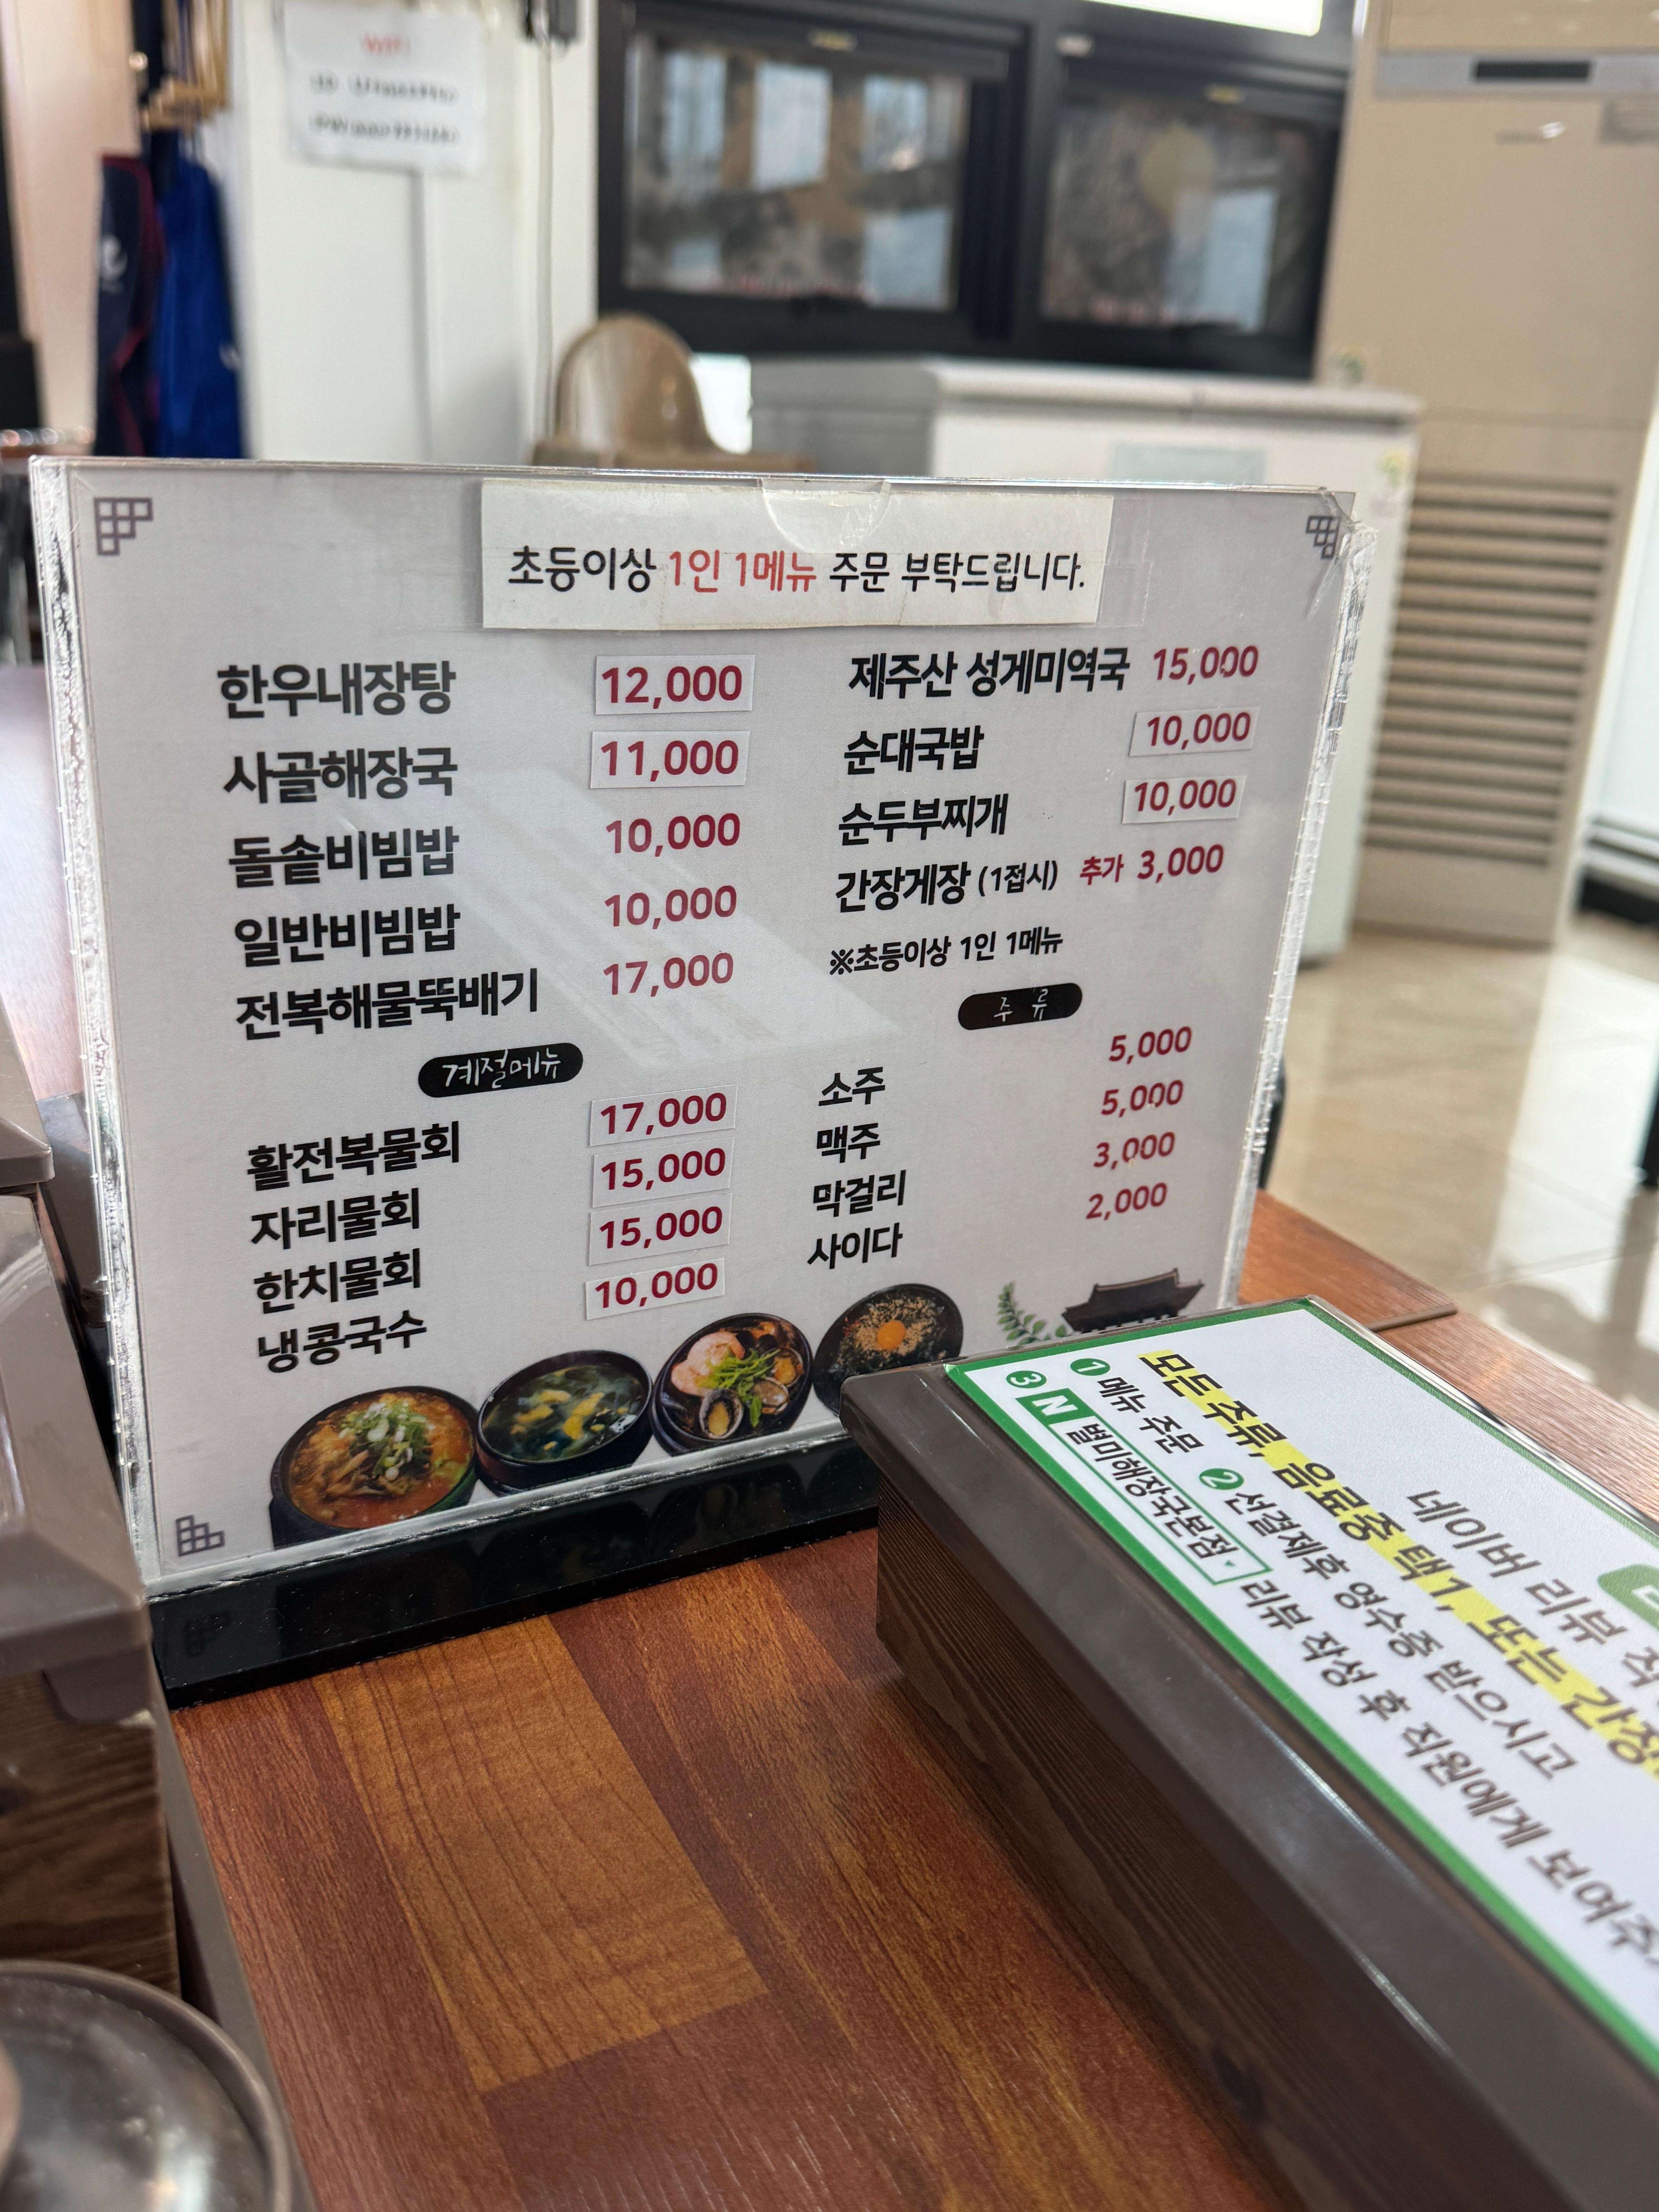 초등이상 1인 1메뉴 주문 부탁드립니다.
한우내장탕 12,000
사골해장국 11,000
돌솥비빔밥 10,000
일반비빔밥 10,000
전복해물뚝배기 17,000
계절메뉴
활전복물회 17,000
자리물회 15,000
한치물회 15,000
냉콩국수 10,000
제주산 성게미역국 15,000
순대국밥 10,000
순두부찌개 10,000
간장게장 (1접시) 추가 3,000
※초등이상 1인 1메뉴
주 류
소주 5,000
맥주 5,000
막걸리 3,000
사이다 2,000
네이버 리뷰
모든 주류, 음료중 택1, 또는
1 메뉴 주문 2 선결제후 영수증 받으시고
3 N 별미해장국본점 리뷰 작성 후 직원에게